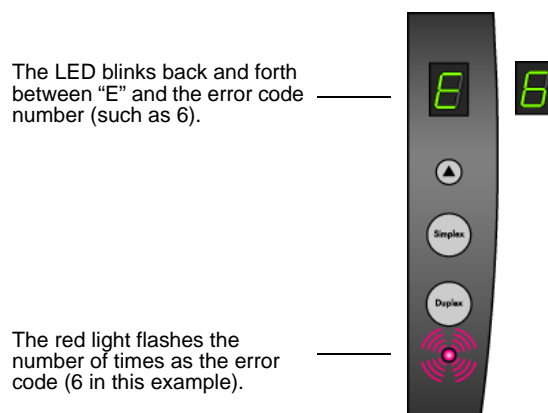 The LED blinks back and forth
between “E” and the error code
number (such as 6).
E 6
Simplex
Duplex
The red light flashes the
number of times as the error
code (6 in this example).